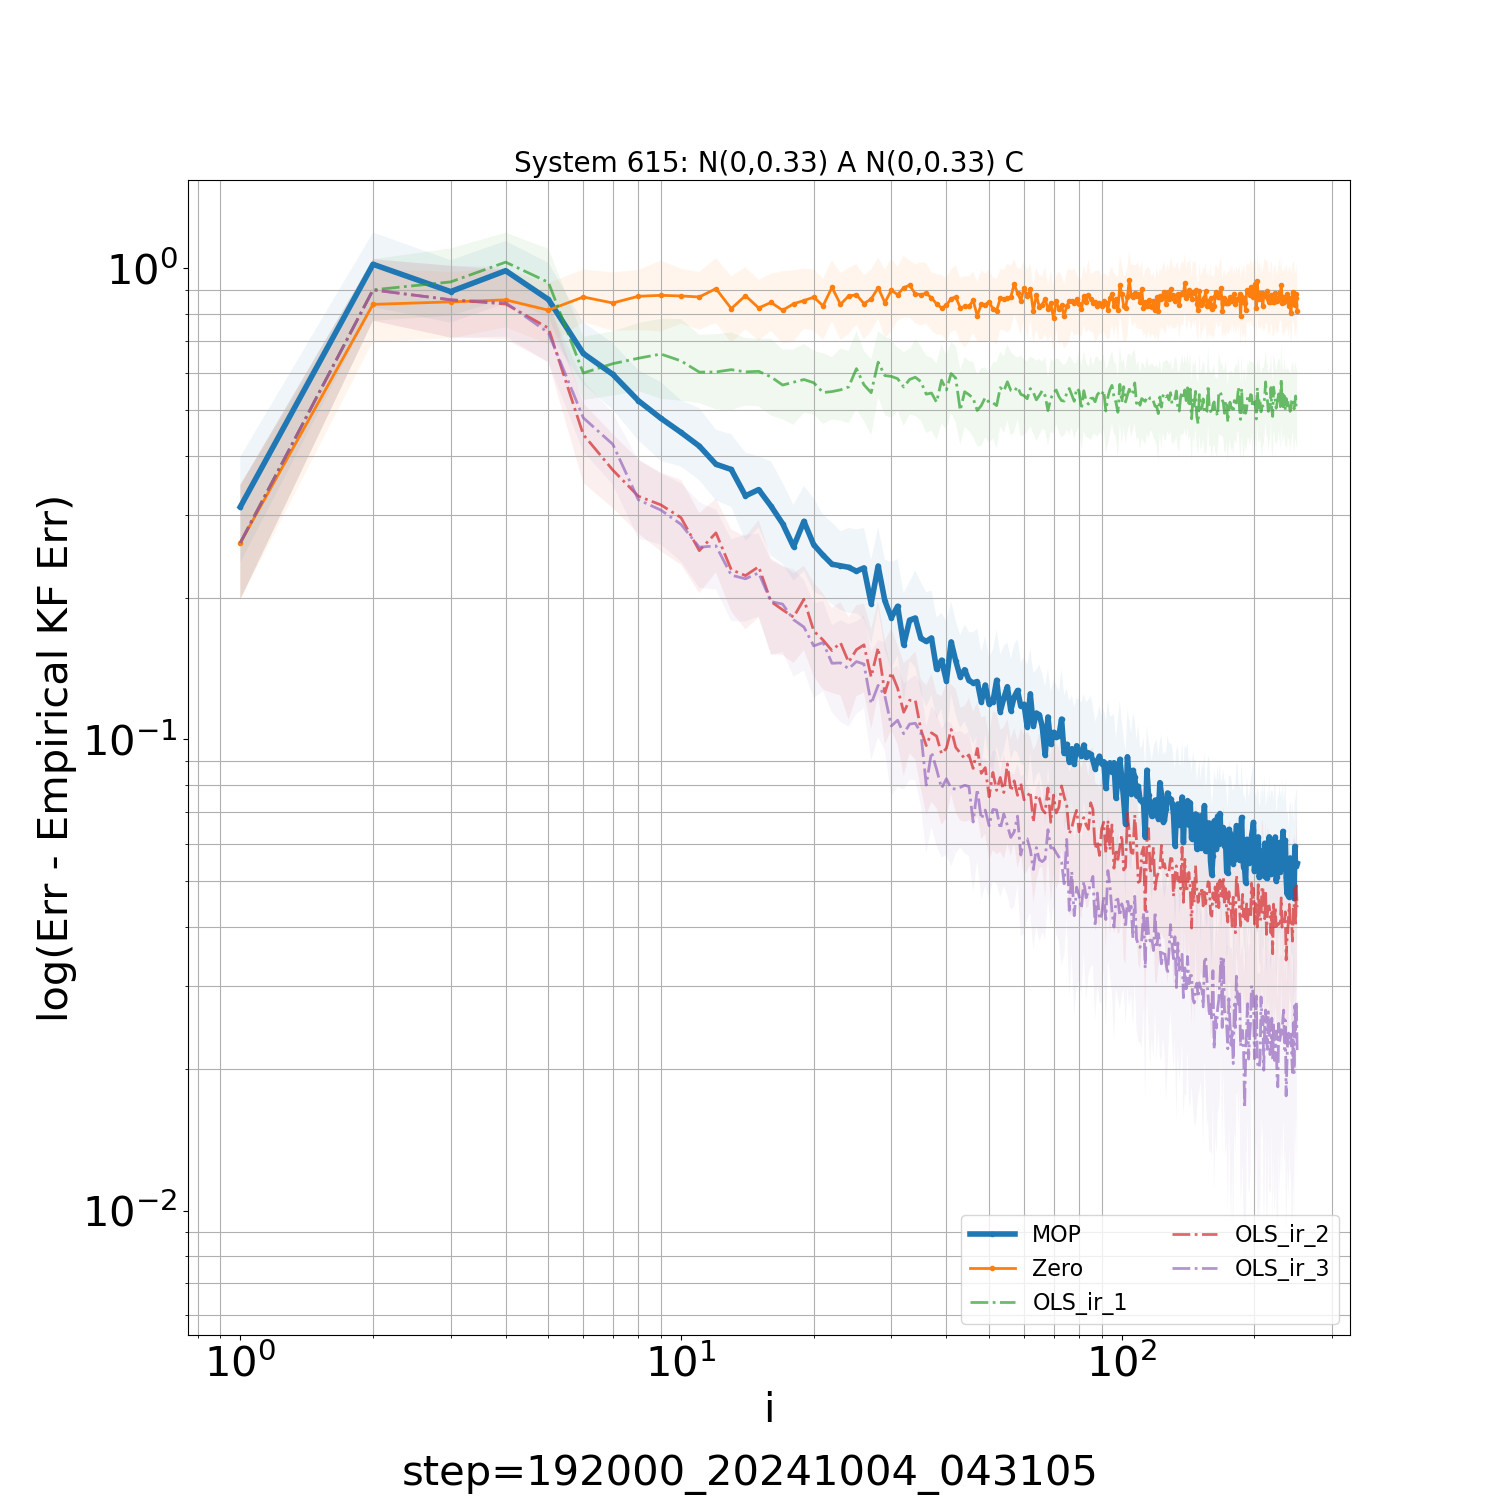 System 615: N(0,0.33) A N(0,0.33) C
log(Err - Empirical KF Err)
10⁰
10⁻¹
10⁻²
10⁰ 10¹ 10²
i
MOP
Zero
OLS_ir_1
OLS_ir_2
OLS_ir_3
step=192000_20241004_043105